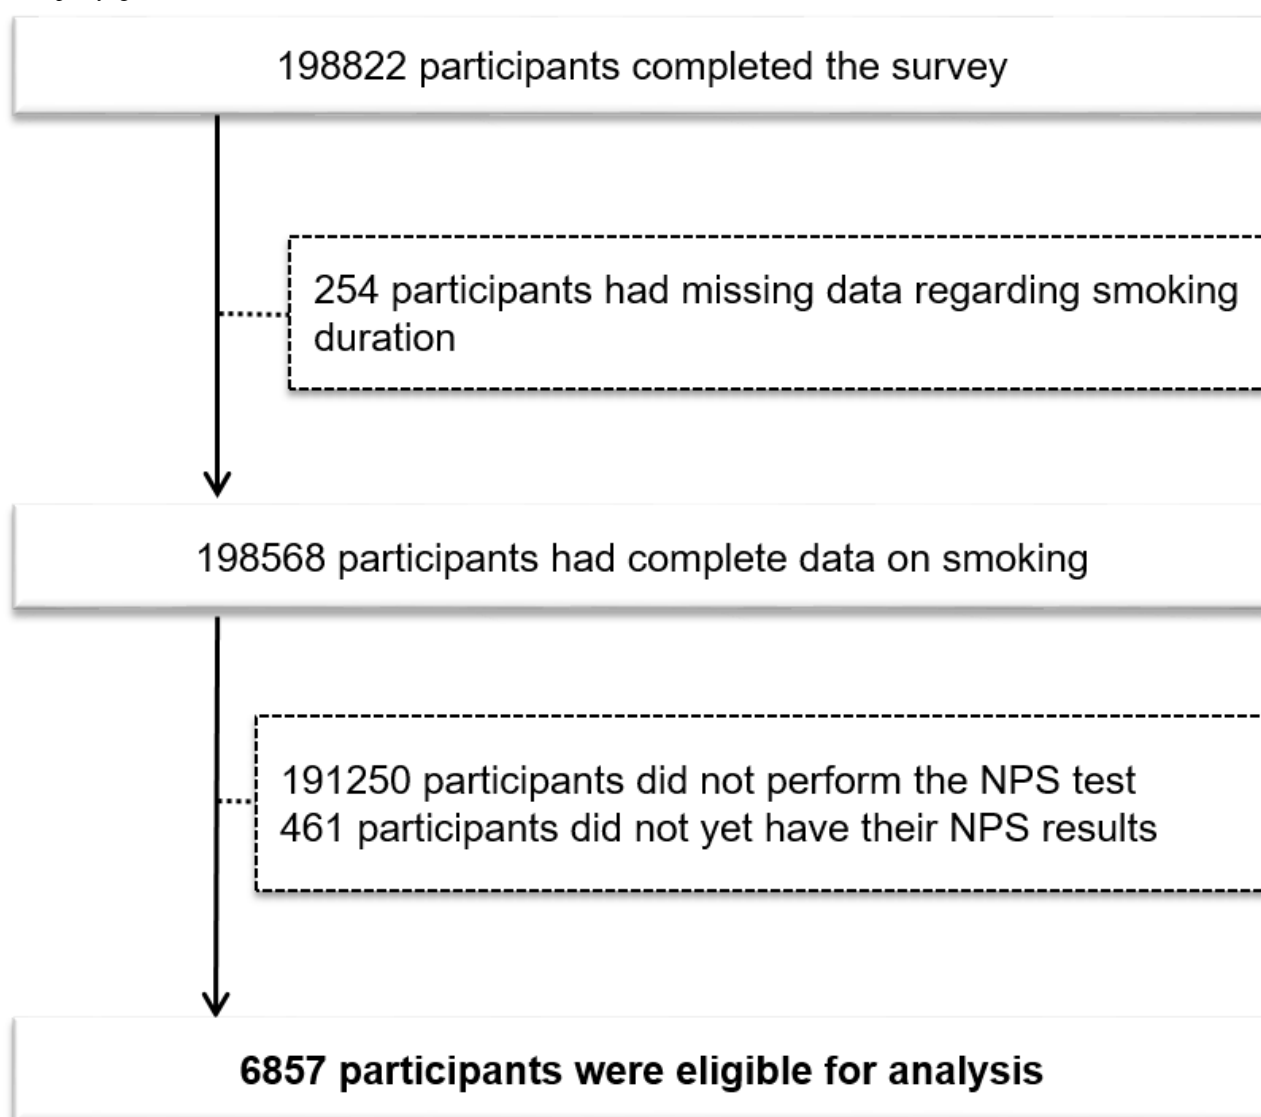 198822 participants completed the survey
254 participants had missing data regarding smoking
duration
198568 participants had complete data on smoking
191250 participants did not perform the NPS test
461 participants did not yet have their NPS results
6857 participants were eligible for analysis